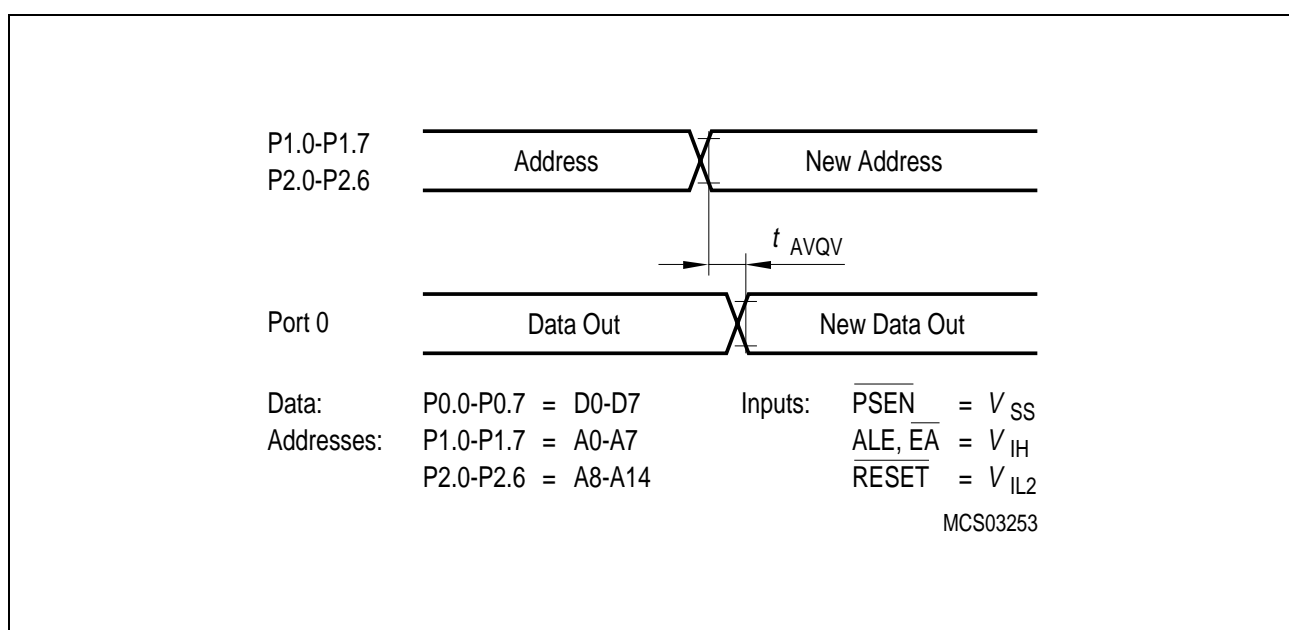 P1.0-P1.7
P2.0-P2.6
Address
New Address
t AVQV
Port 0
Data Out
New Data Out
Data: P0.0-P0.7 = D0-D7 Inputs: PSEN = V SS
Addresses: P1.0-P1.7 = A0-A7 ALE, EA = V IH
P2.0-P2.6 = A8-A14 RESET = V IL2
MCS03253